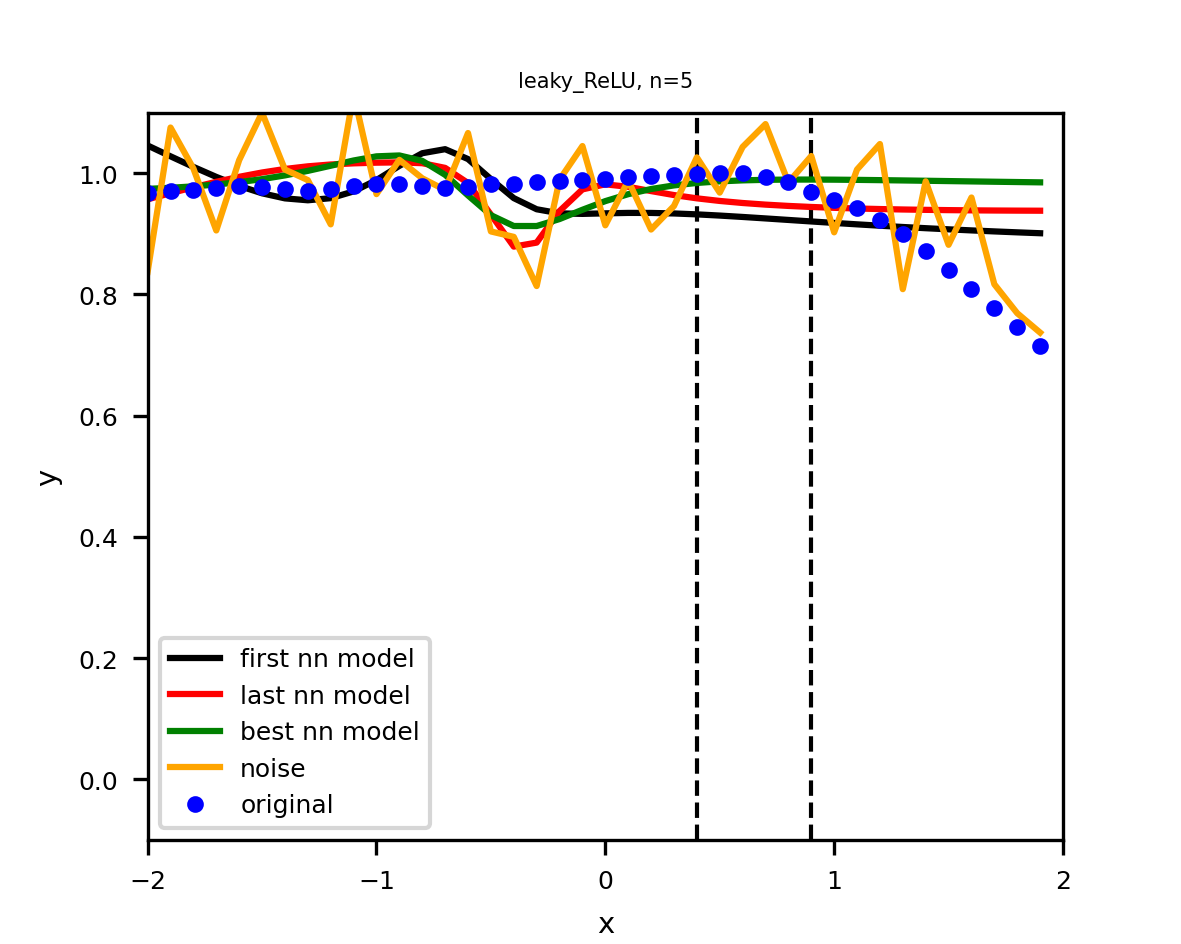 leaky_ReLU, n=5
1.0
0.8
0.6
0.4
0.2
0.0
y
first nn model
last nn model
best nn model
noise
original
−2
−1
0
1
2
x